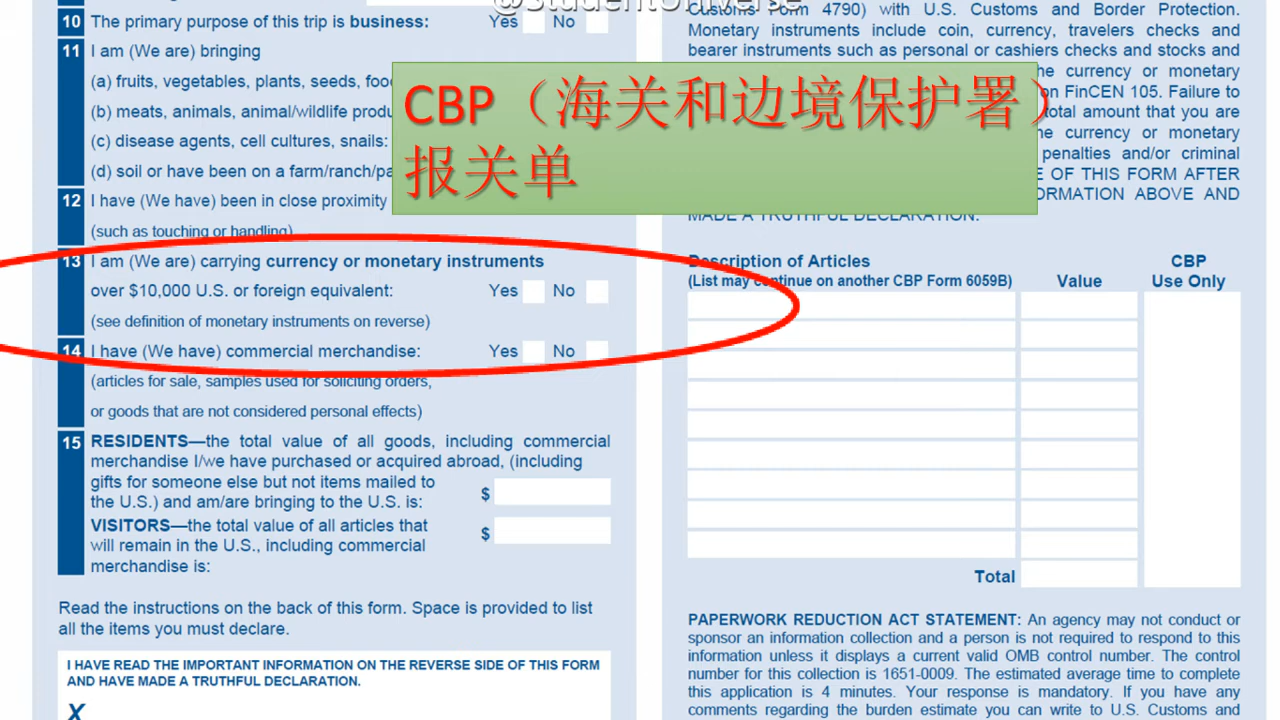 @StudentUniverse
10 The primary purpose of this trip is business: Yes No
11 I am (We are) bringing
(a) fruits, vegetables, plants, seeds,
(b) meats, animals, animal/wildlife
(c) disease agents, cell cultures, snails:
(d) soil or have been on a
12 I have (We have) been in close proximity
(such as touching or handling)
13 I am (We are) carrying currency or monetary instruments
over $10,000 U.S. or foreign equivalent: Yes No
(see definition of monetary instruments on reverse)
14 I have (We have) commercial merchandise: Yes No
(articles for sale, samples used for soliciting orders,
or goods that are not considered personal effects)
15 RESIDENTS—the total value of all goods, including commercial
merchandise I/we have purchased or acquired abroad, (including
gifts for someone else but not items mailed to
the U.S.) and am/are bringing to the U.S. is: $
VISITORS—the total value of all articles that
will remain in the U.S., including commercial $
merchandise is:
Read the instructions on the back of this form. Space is provided to list
all the items you must declare.
I HAVE READ THE IMPORTANT INFORMATION ON THE REVERSE SIDE OF THIS FORM
AND HAVE MADE A TRUTHFUL DECLARATION.
X
CBP（海关和边境保护署）
报关单
Customs Form 4790) with U.S. Customs and Border Protection.
Monetary instruments include coin, currency, travelers checks and
bearer instruments such as personal or cashiers checks and stocks and
the currency or monetary
on FinCEN 105. Failure to
total amount that you are
the currency or monetary
penalties and/or criminal
OF THIS FORM AFTER
ABOVE AND
MADE A TRUTHFUL DECLARATION.
Description of Articles
(List may continue on another CBP Form 6059B) Value CBP
Use Only
Total
PAPERWORK REDUCTION ACT STATEMENT: An agency may not conduct or
sponsor an information collection and a person is not required to respond to this
information unless it displays a current valid OMB control number. The control
number for this collection is 1651-0009. The estimated average time to complete
this application is 4 minutes. Your response is mandatory. If you have any
comments regarding the burden estimate you can write to U.S. Customs and